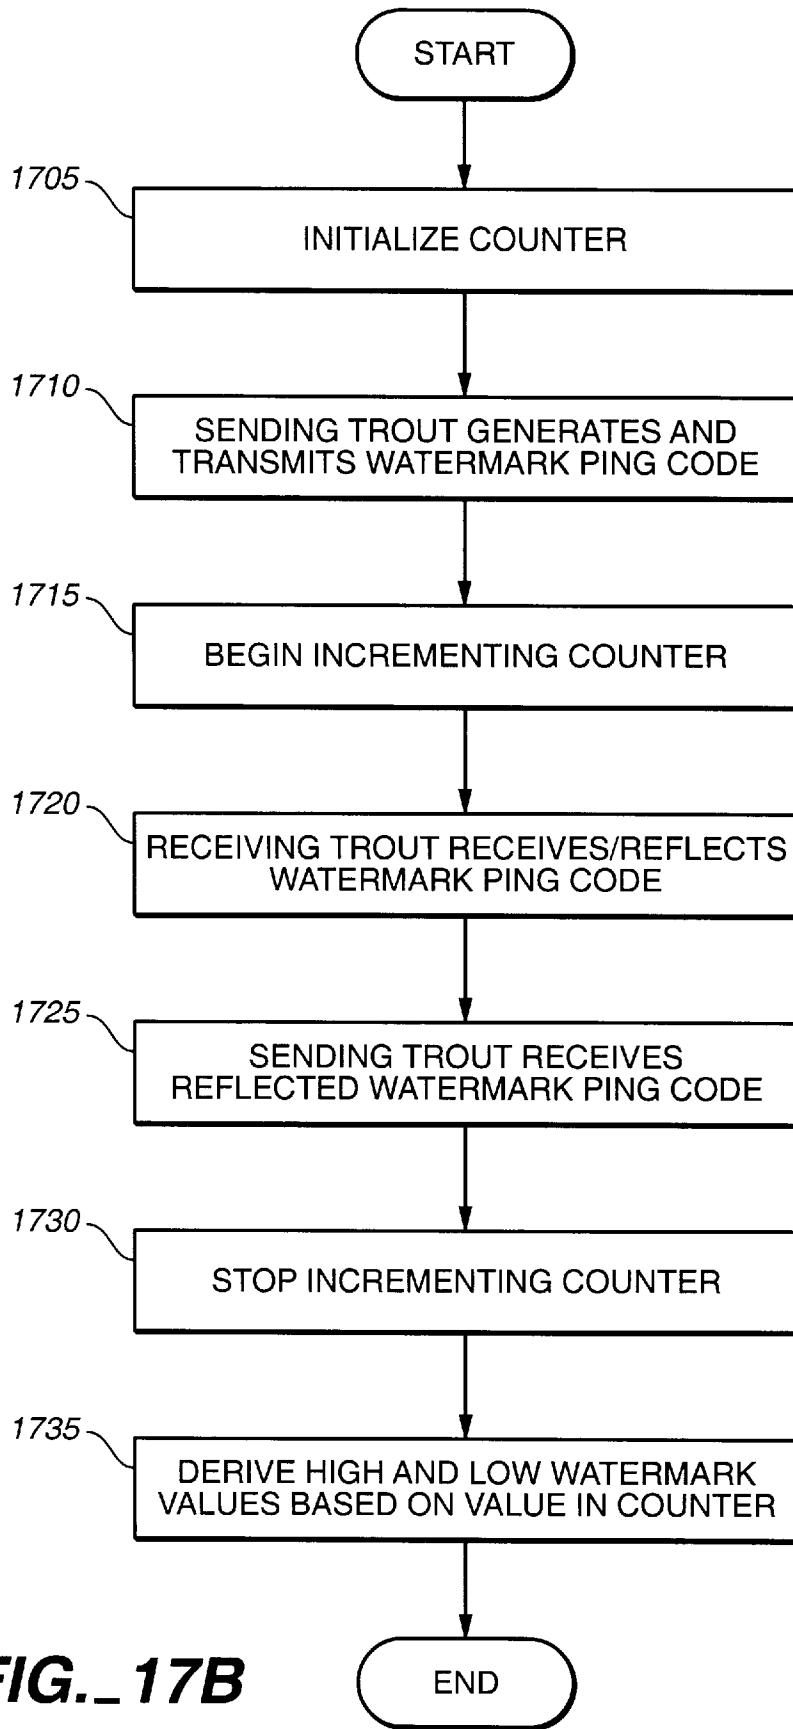 START
1705
INITIALIZE COUNTER
1710
SENDING TROUT GENERATES AND
TRANSMITS WATERMARK PING CODE
1715
BEGIN INCREMENTING COUNTER
1720
RECEIVING TROUT RECEIVES/REFLECTS
WATERMARK PING CODE
1725
SENDING TROUT RECEIVES
REFLECTED WATERMARK PING CODE
1730
STOP INCREMENTING COUNTER
1735
DERIVE HIGH AND LOW WATERMARK
VALUES BASED ON VALUE IN COUNTER
FIG._17B
END